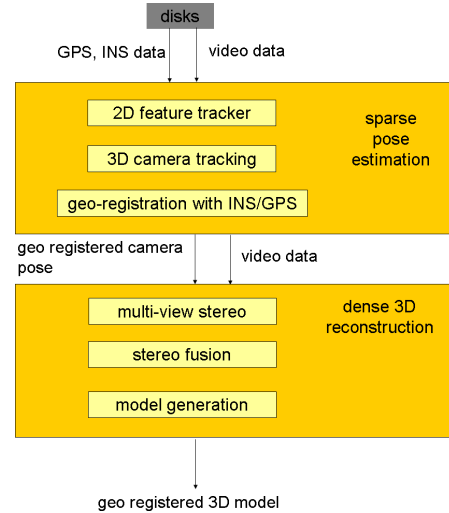 disks
GPS, INS data
video data
2D feature tracker
3D camera tracking
geo-registration with INS/GPS
sparse
pose
estimation
geo registered camera
pose
video data
multi-view stereo
stereo fusion
model generation
dense 3D
reconstruction
geo registered 3D model